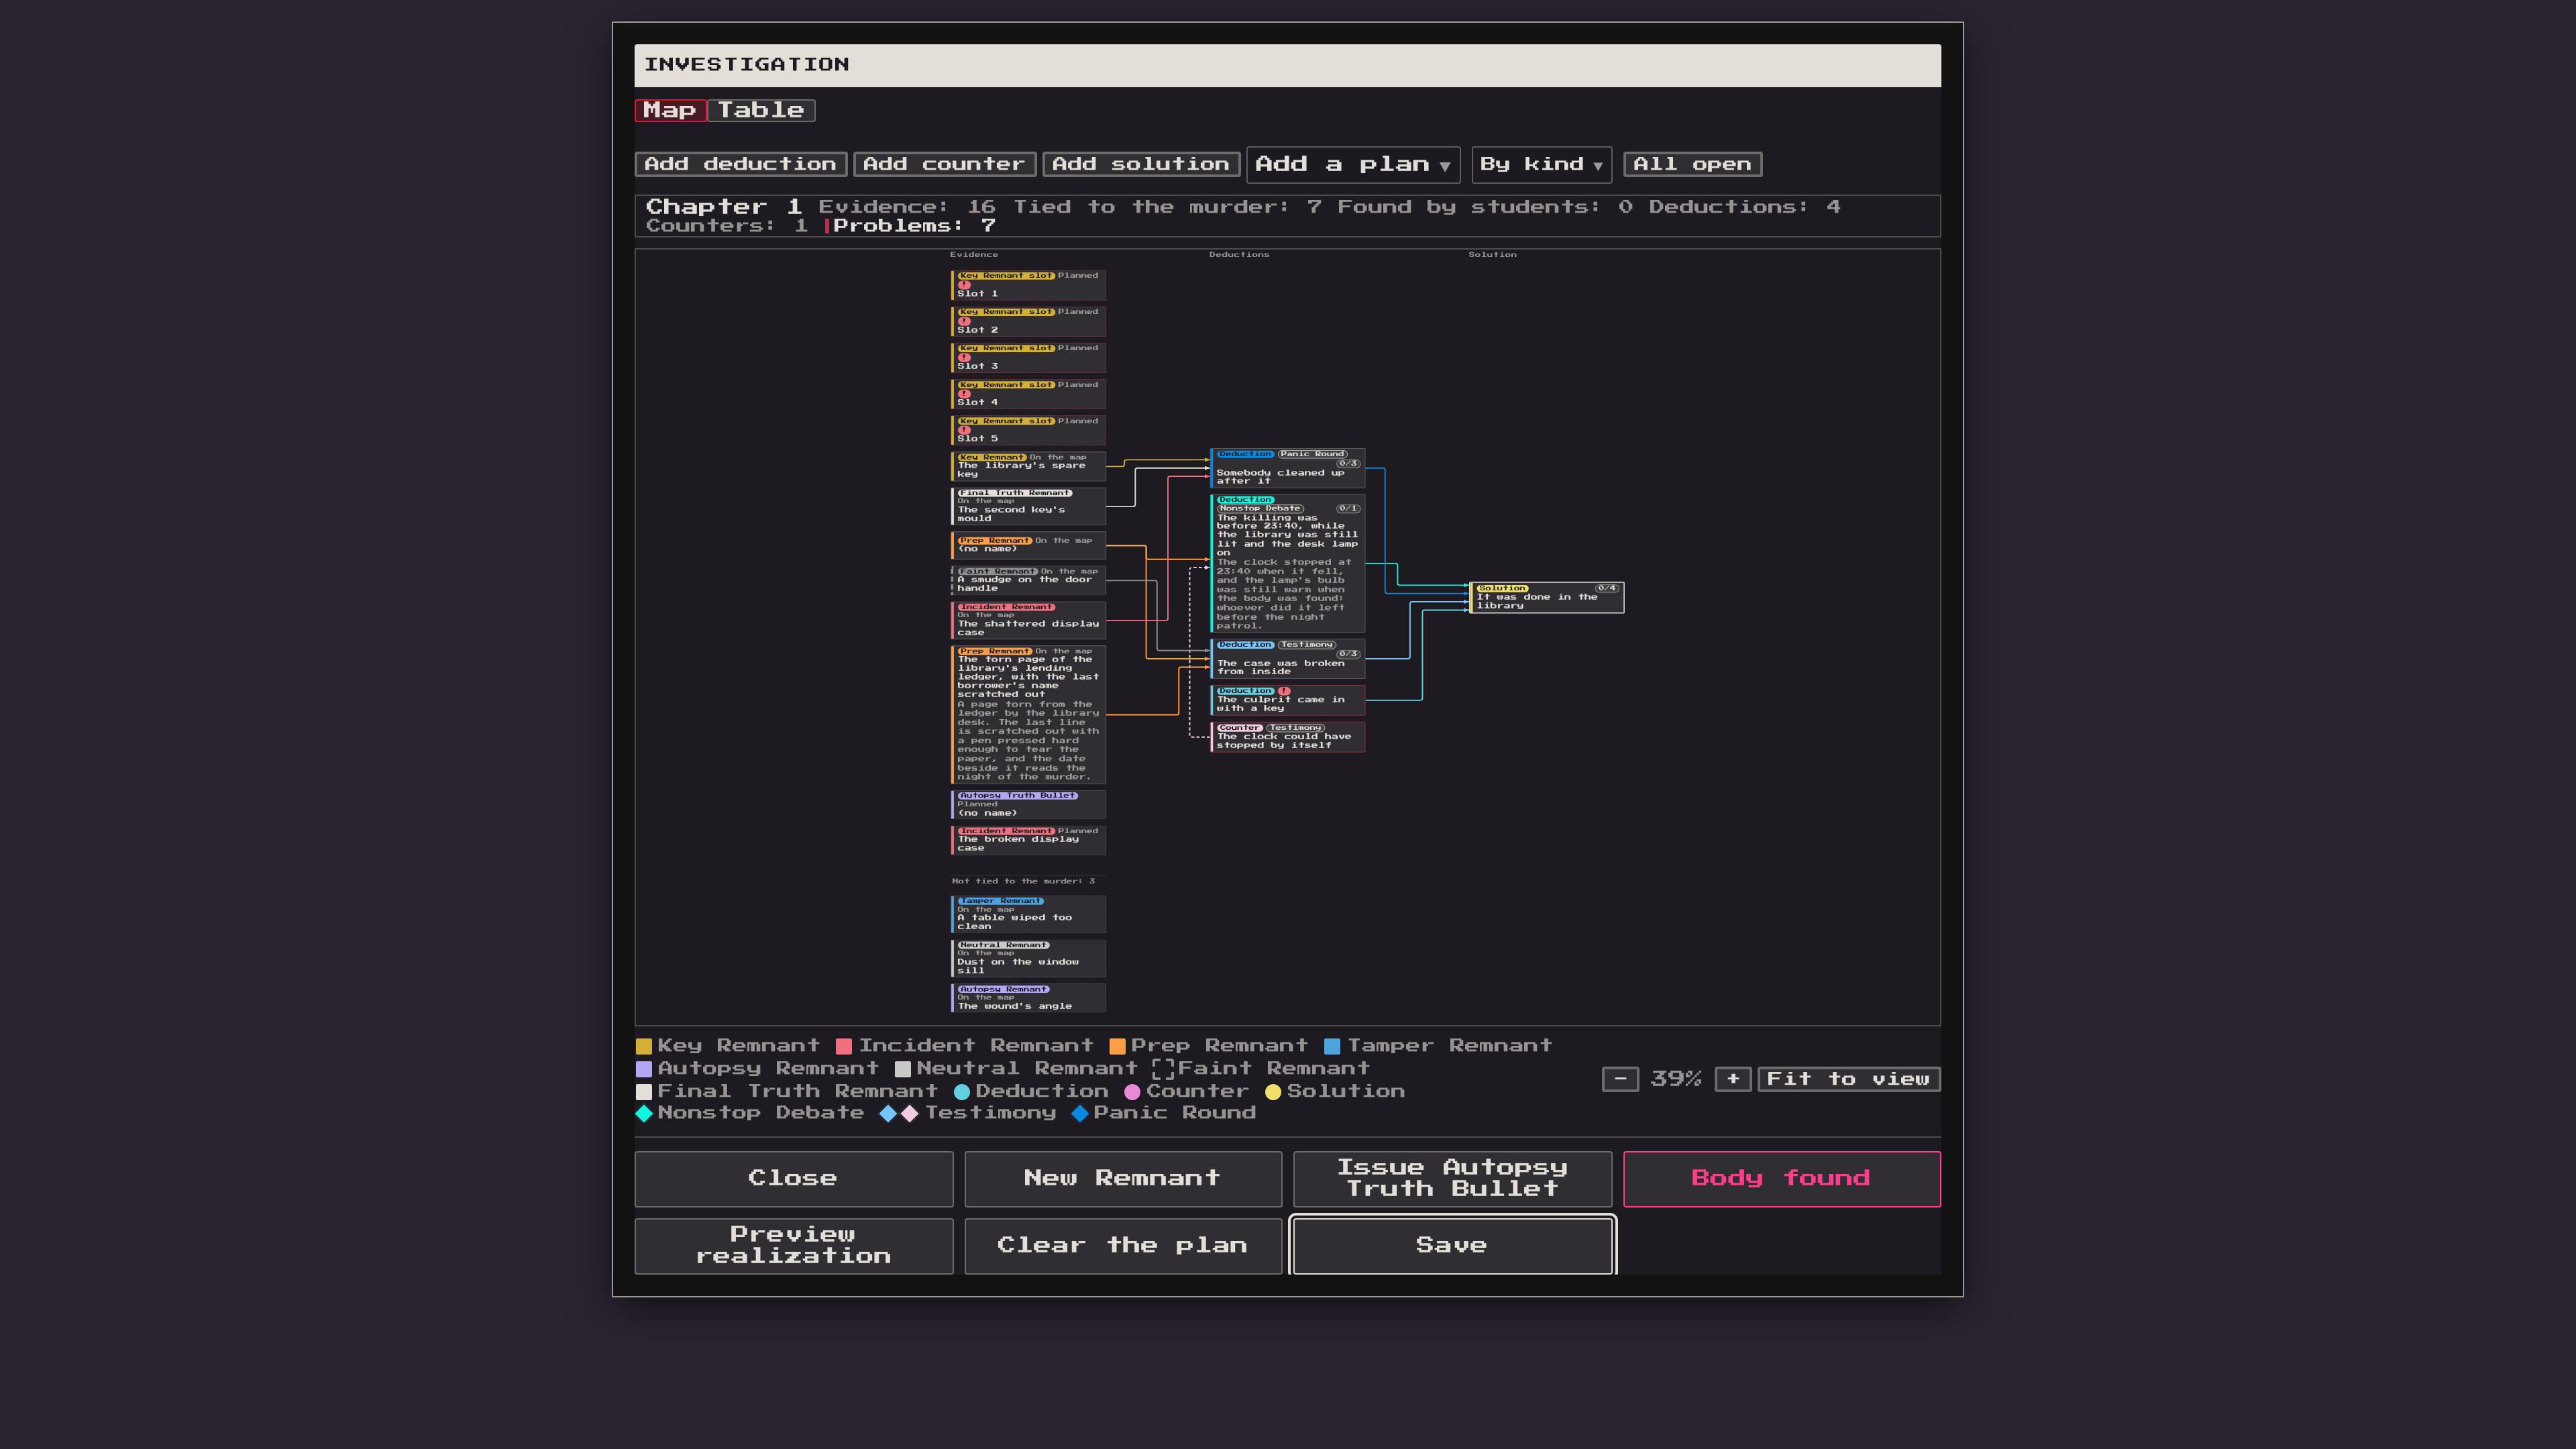 INVESTIGATION
Map Table
Add deduction Add counter Add solution Add a plan ▼ By kind ▼ All open
Chapter 1 Evidence: 16 Tied to the murder: 7 Found by students: 0 Deductions: 4
Counters: 1 Problems: 7
Evidence Deductions Solution
Key Remnant slot Planned
!
Slot 1
Key Remnant slot Planned
!
Slot 2
Key Remnant slot Planned
!
Slot 3
Key Remnant slot Planned
!
Slot 4
Key Remnant slot Planned
!
Slot 5
Key Remnant On the map
The library's spare
key
Final Truth Remnant
On the map
The second key's
mould
Prep Remnant On the map
(no name)
Faint Remnant On the map
A smudge on the door
handle
Incident Remnant
On the map
The shattered display
case
Prep Remnant On the map
The torn page of the
library's lending
ledger, with the last
borrower's name
scratched out
A page torn from the
ledger by the library
desk. The last line
is scratched out with
a pen pressed hard
enough to tear the
paper, and the date
beside it reads the
night of the murder.
Autopsy Truth Bullet
Planned
(no name)
Incident Remnant Planned
The broken display
case
Not tied to the murder: 3
Tamper Remnant
On the map
A table wiped too
clean
Neutral Remnant
On the map
Dust on the window
sill
Autopsy Remnant
On the map
The wound's angle
Deduction Panic Round
0/3
Somebody cleaned up
after it
Deduction
Nonstop Debate 0/1
The killing was
before 23:40, while
the library was still
lit and the desk lamp
on
The clock stopped at
23:40 when it fell,
and the lamp's bulb
was still warm when
the body was found:
whoever did it left
before the night
patrol.
Deduction Testimony
0/3
The case was broken
from inside
Deduction !
The culprit came in
with a key
Counter Testimony
The clock could have
stopped by itself
Solution 0/4
It was done in the
library
Key Remnant Incident Remnant Prep Remnant Tamper Remnant
Autopsy Remnant Neutral Remnant Faint Remnant
Final Truth Remnant Deduction Counter Solution
Nonstop Debate Testimony Panic Round
- 39% + Fit to view
Close New Remnant Issue Autopsy Truth Bullet Body found
Preview realization Clear the plan Save